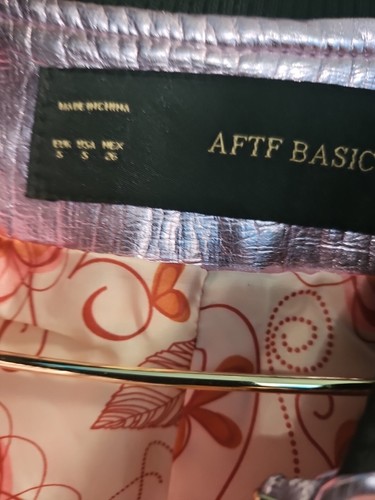 MADE IN CHINA
EUR USA MEX
S S 26
AFTF BASIC